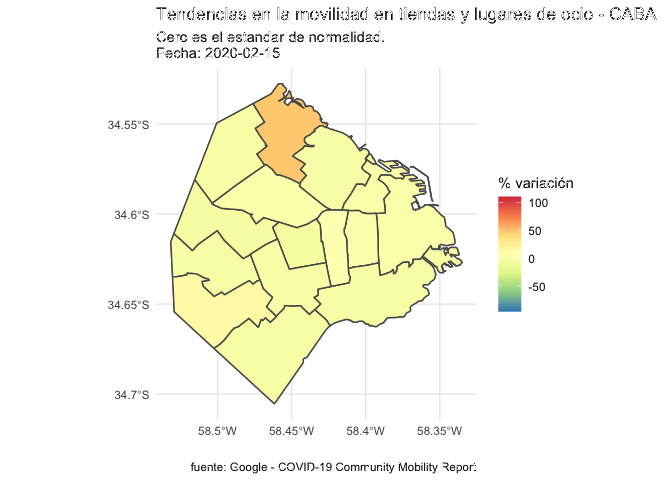 Tendencias en la movilidad en tiendas y lugares de ocio - CABA
Cero es el estandar de normalidad.
Fecha: 2020-02-15
34.55°S
34.6°S
34.65°S
34.7°S
58.5°W
58.45°W
58.4°W
58.35°W
% variación
100
50
0
-50
fuente: Google - COVID-19 Community Mobility Report